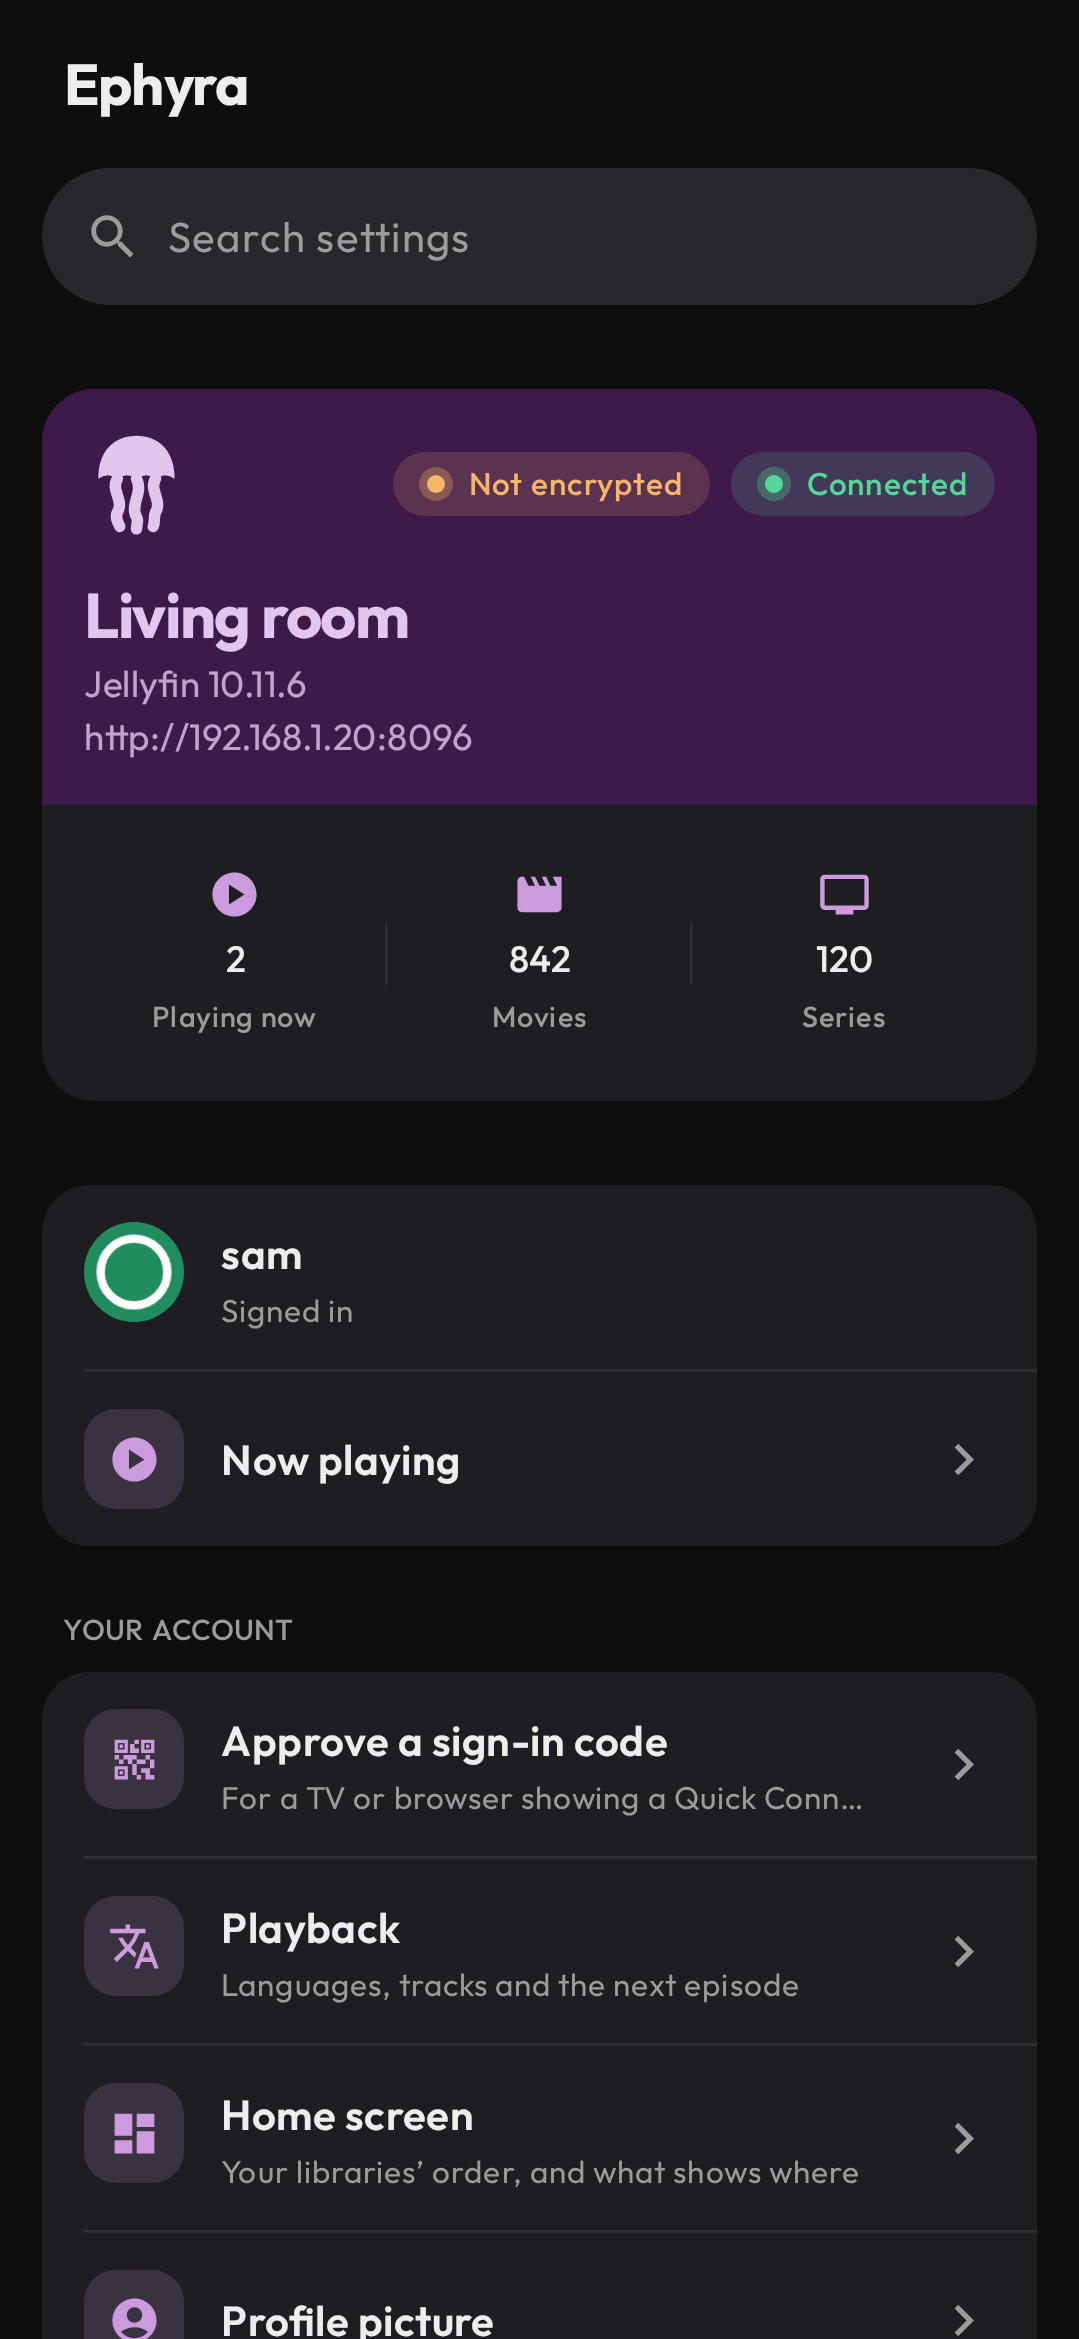 Ephyra
Search settings
Not encrypted
Connected
Living room
Jellyfin 10.11.6
http://192.168.1.20:8096
2
842
120
Playing now
Movies
Series
sam
Signed in
Now playing
YOUR ACCOUNT
Approve a sign-in code
For a TV or browser showing a Quick Conn...
Playback
Languages, tracks and the next episode
Home screen
Your libraries’ order, and what shows where
Profile picture